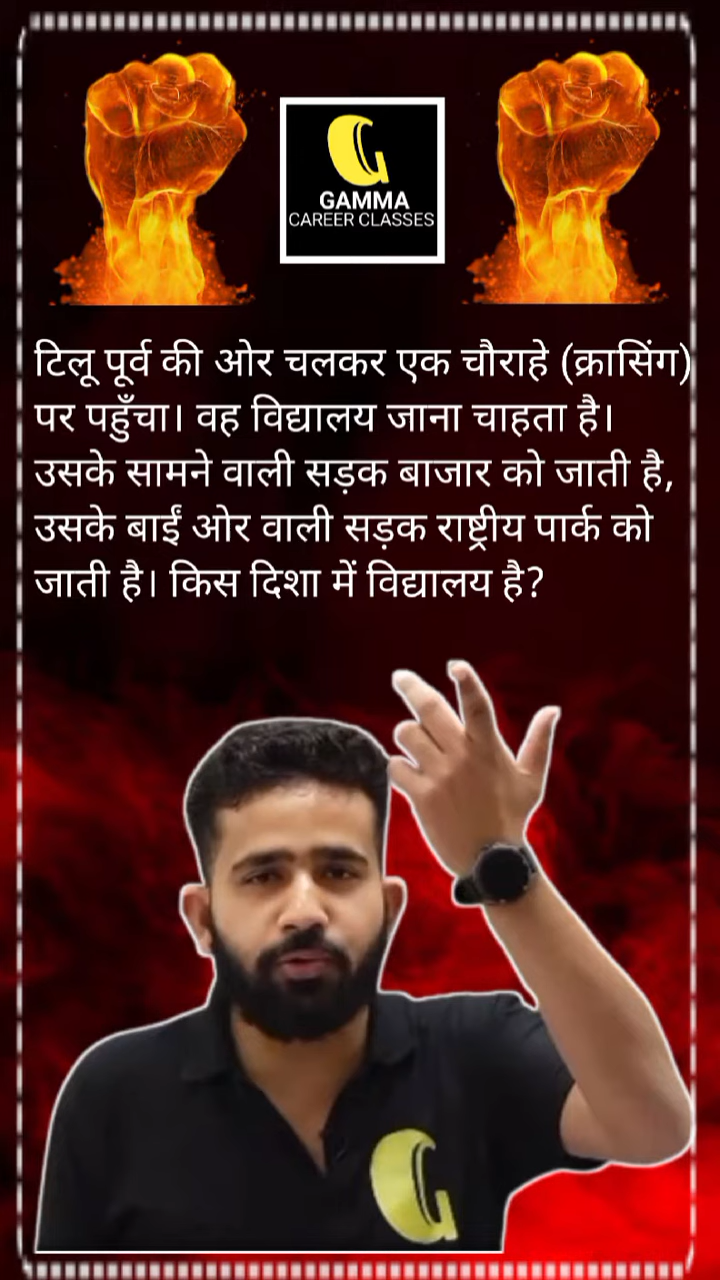 GAMMA
CAREER CLASSES
टिलू पूर्व की ओर चलकर एक चौराहे (क्रासिंग)
पर पहुँचा। वह विद्यालय जाना चाहता है।
उसके सामने वाली सड़क बाजार को जाती है,
उसके बाईं ओर वाली सड़क राष्ट्रीय पार्क को
जाती है। किस दिशा में विद्यालय है?